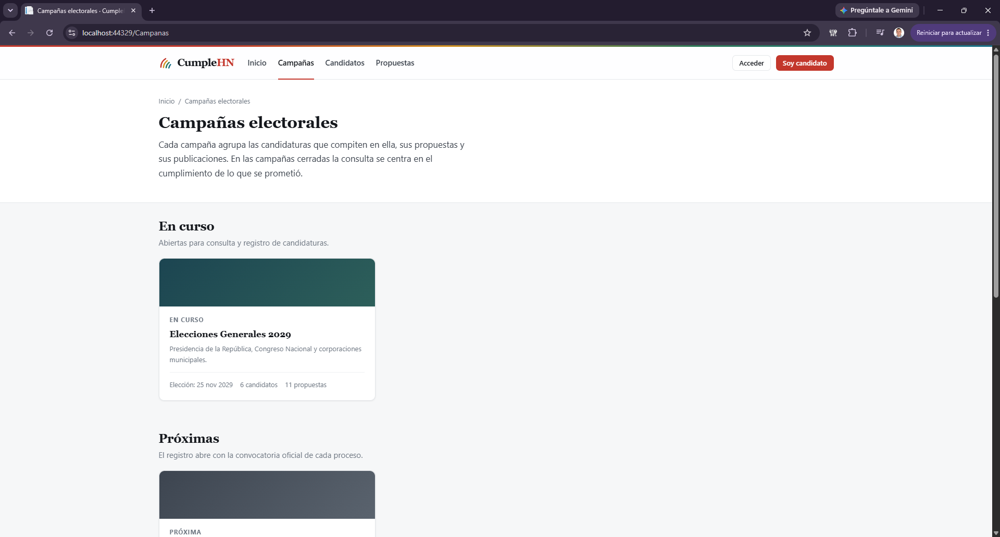 Campañas electorales · Cumple
Pregúntale a Gemini
localhost:44329/Campanas
Reiniciar para actualizar
CumpleHN
Inicio
Campañas
Candidatos
Propuestas
Acceder
Soy candidato
Inicio / Campañas electorales
Campañas electorales
Cada campaña agrupa las candidaturas que compiten en ella, sus propuestas y
sus publicaciones. En las campañas cerradas la consulta se centra en el
cumplimiento de lo que se prometió.
En curso
Abiertas para consulta y registro de candidaturas.
EN CURSO
Elecciones Generales 2029
Presidencia de la República, Congreso Nacional y corporaciones
municipales.
Elección: 25 nov 2029 6 candidatos 11 propuestas
Próximas
El registro abre con la convocatoria oficial de cada proceso.
PRÓXIMA